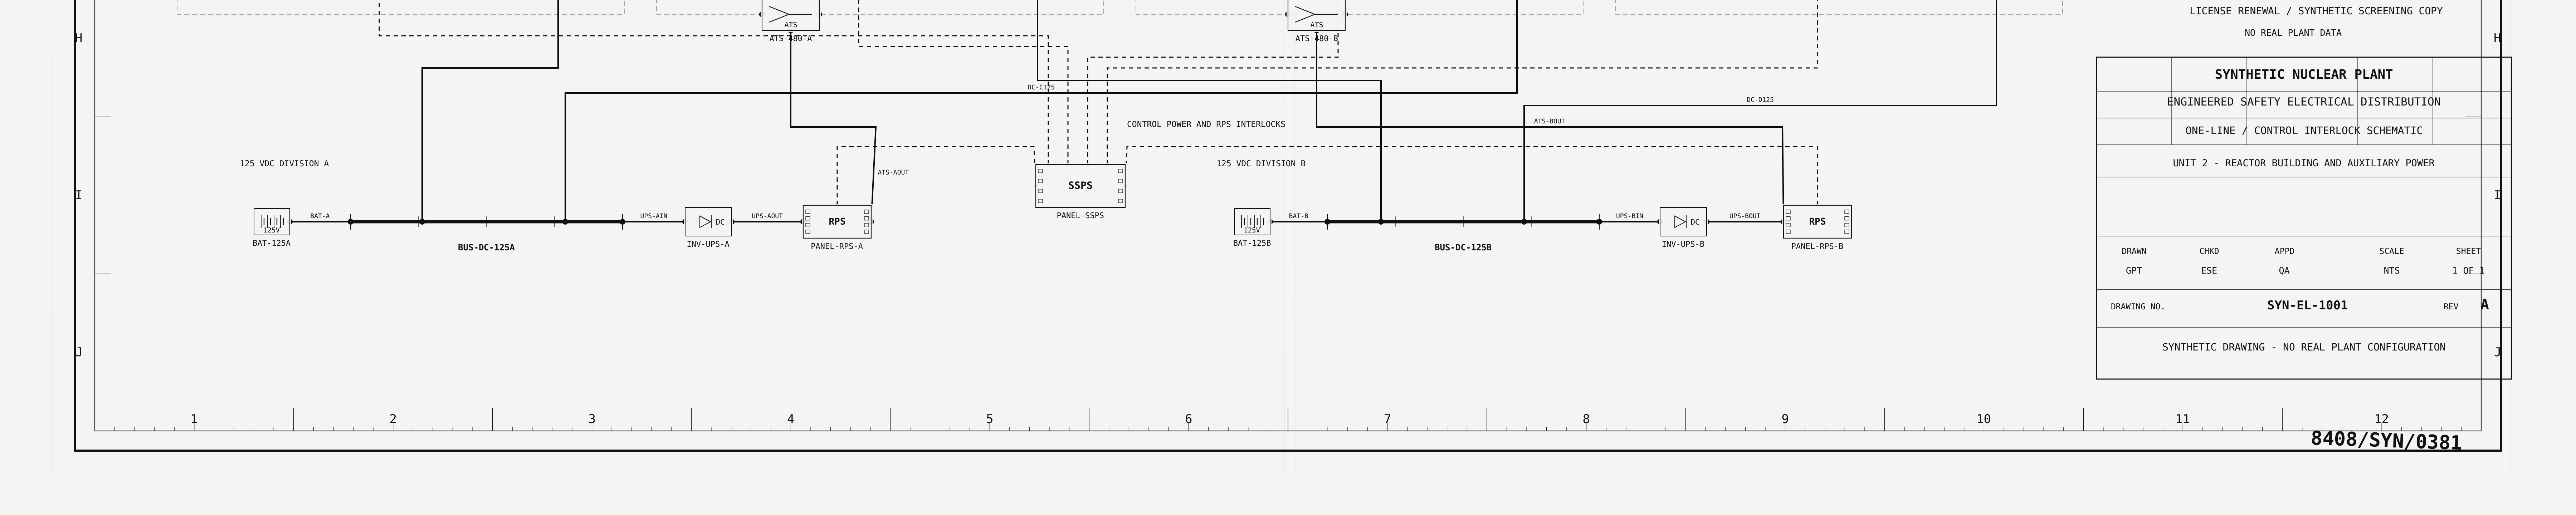 LICENSE RENEWAL / SYNTHETIC SCREENING COPY
NO REAL PLANT DATA
H
H
ATS
ATS-480-A
ATS
ATS-480-B
SYNTHETIC NUCLEAR PLANT
ENGINEERED SAFETY ELECTRICAL DISTRIBUTION
ONE-LINE / CONTROL INTERLOCK SCHEMATIC
UNIT 2 - REACTOR BUILDING AND AUXILIARY POWER
DC-C125
DC-D125
CONTROL POWER AND RPS INTERLOCKS
ATS-BOUT
125 VDC DIVISION A
125 VDC DIVISION B
ATS-AOUT
SSPS
PANEL-SSPS
I
I
BAT-A
UPS-AIN
UPS-AOUT
125V
DC
RPS
BAT-125A
BUS-DC-125A
INV-UPS-A
PANEL-RPS-A
BAT-B
UPS-BIN
UPS-BOUT
125V
DC
RPS
BAT-125B
BUS-DC-125B
INV-UPS-B
PANEL-RPS-B
DRAWN CHKD APPD SCALE SHEET
GPT ESE QA NTS 1 OF 1
DRAWING NO. SYN-EL-1001 REV A
SYNTHETIC DRAWING - NO REAL PLANT CONFIGURATION
J
J
1 2 3 4 5 6 7 8 9 10 11 12
8408/SYN/0381